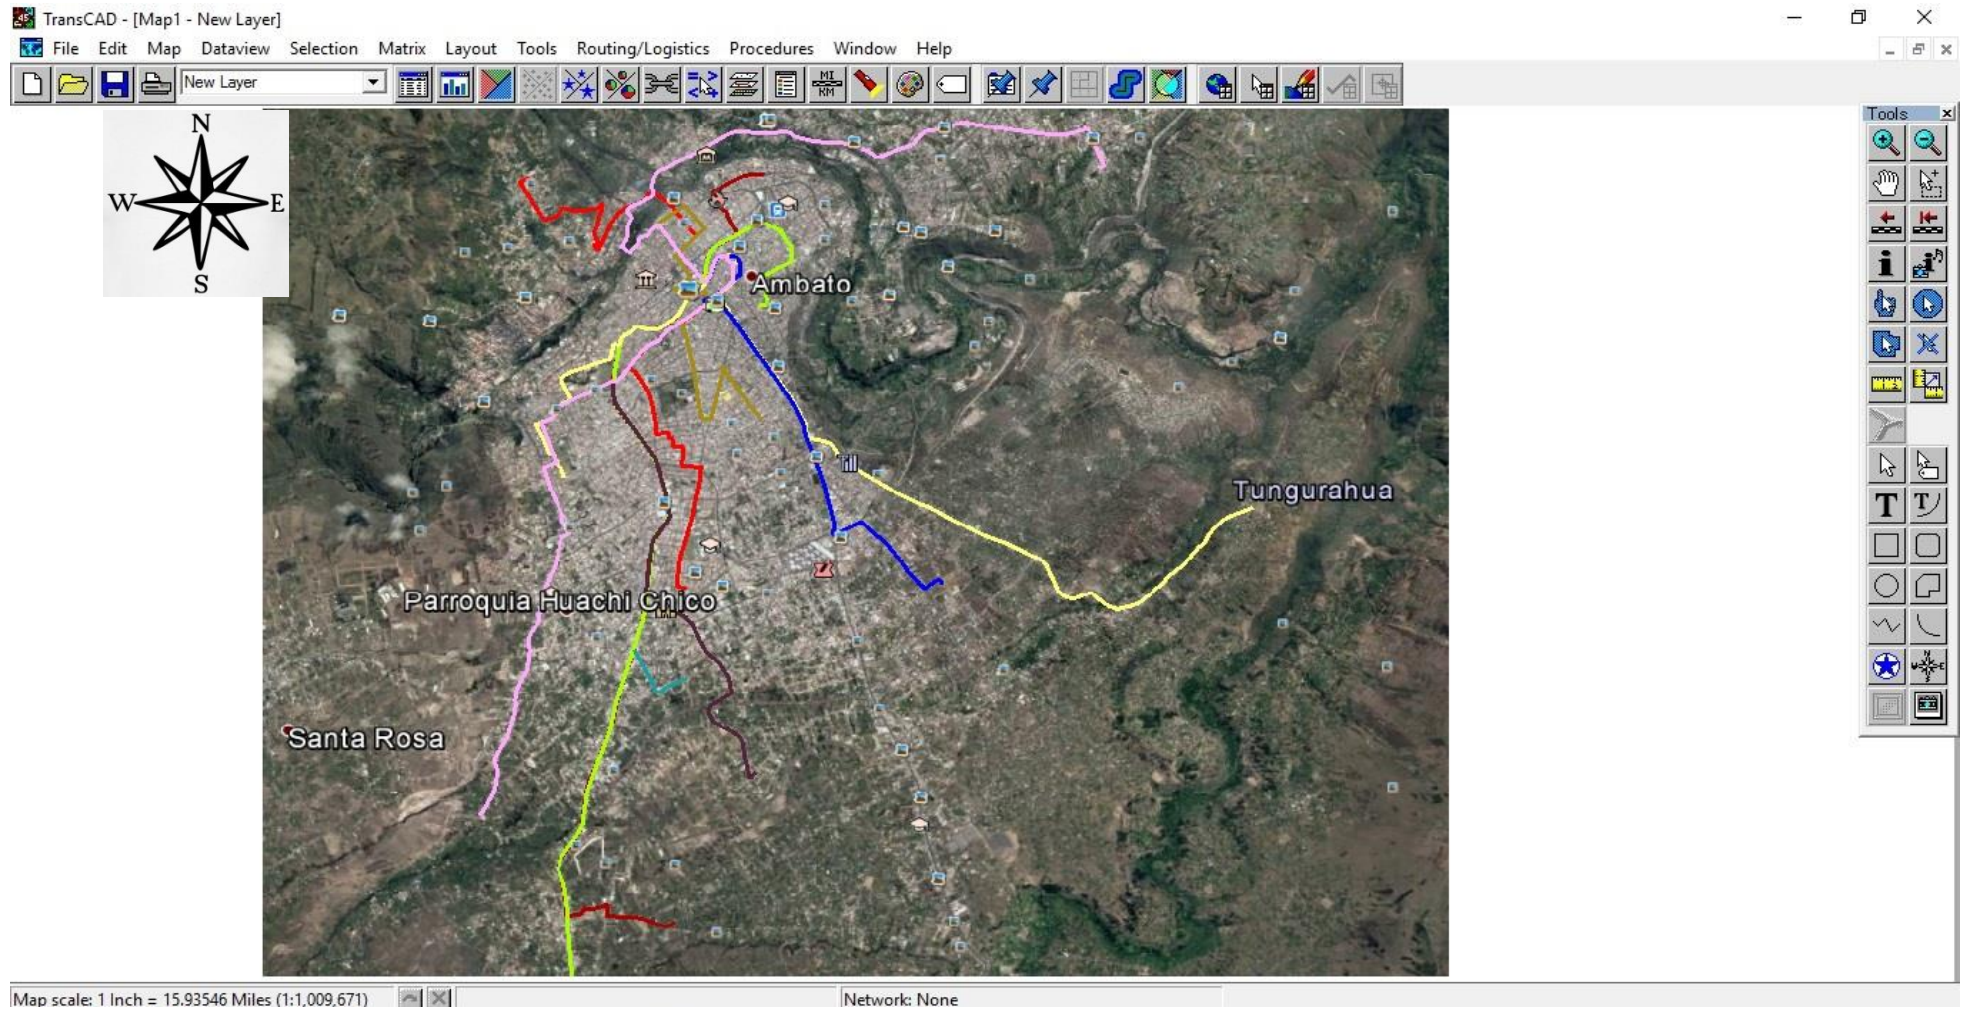 TransCAD - [Map1 - New Layer]
File Edit Map Dataview Selection Matrix Layout Tools Routing/Logistics Procedures Window Help
New Layer
MI
KM
Tools
N
W E
S
Ambato
Tungurahua
Parroquia Huachi Chico
Santa Rosa
T T
Map scale: 1 Inch = 15.93546 Miles (1:1,009,671)
Network: None